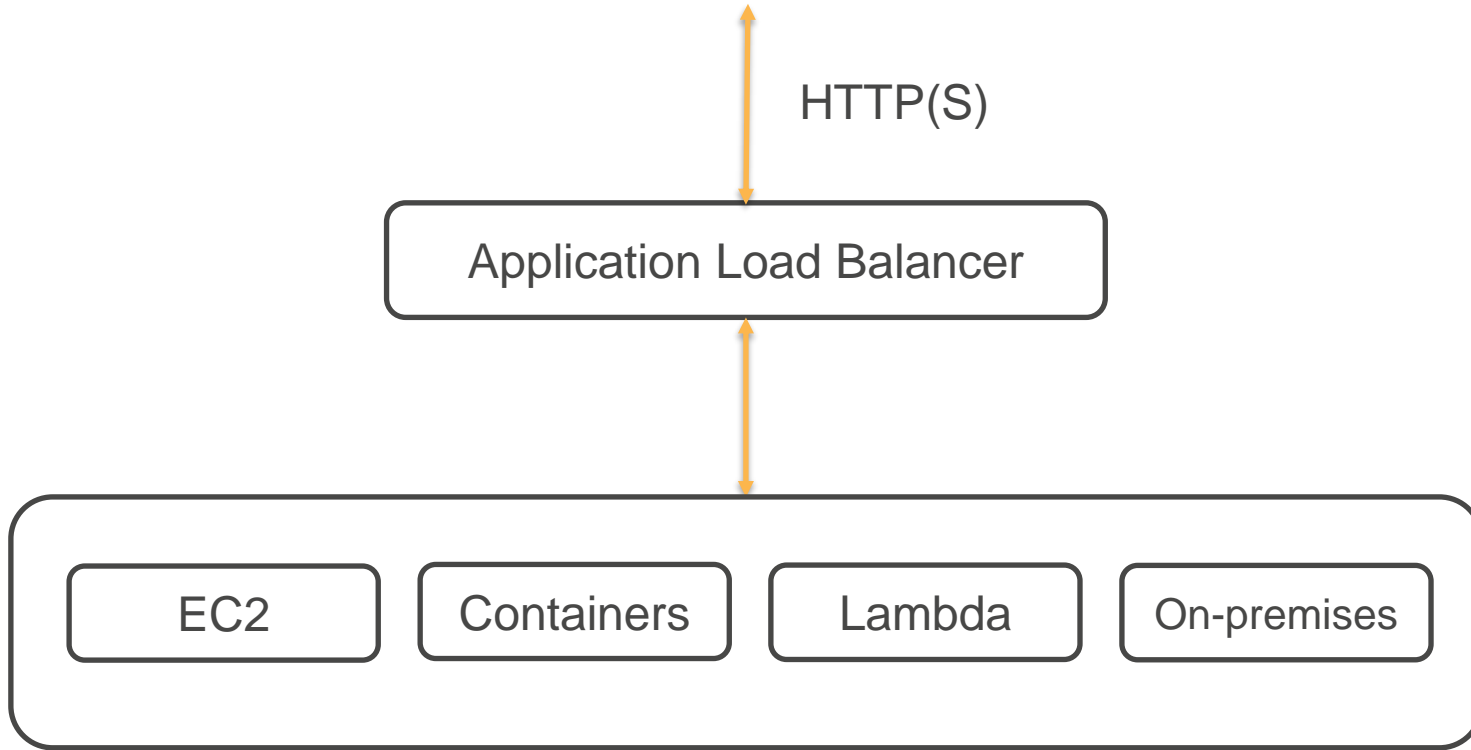 HTTP(S)
Application Load Balancer
EC2
Containers
Lambda
On-premises